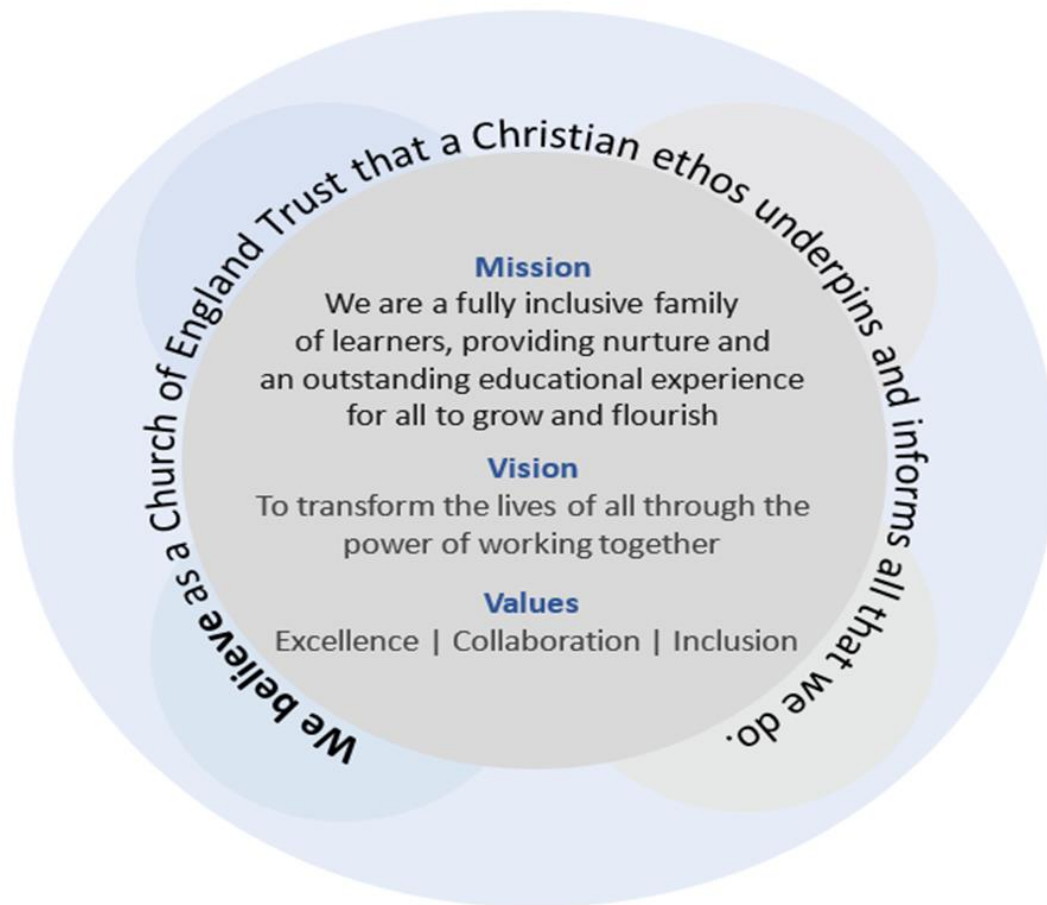 We believe as a Church of England Trust that a Christian ethos underpins and informs all that we do.
Mission
We are a fully inclusive family
of learners, providing nurture and
an outstanding educational experience
for all to grow and flourish
Vision
To transform the lives of all through the
power of working together
Values
Excellence | Collaboration | Inclusion